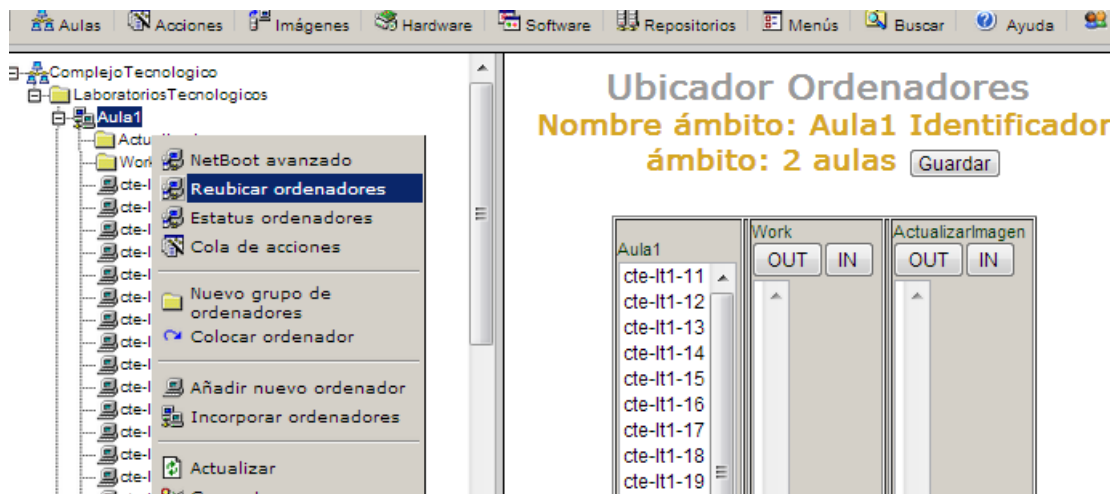 Aulas Acciones Imágenes Hardware Software Repositorios Menús Buscar Ayuda
ComplejoTecnologico
LaboratoriosTecnologicos
Aula1
NetBoot avanzado
Reubicar ordenadores
Estatus ordenadores
Cola de acciones
Nuevo grupo de
ordenadores
Colocar ordenador
Añadir nuevo ordenador
Incorporar ordenadores
Actualizar
Ubicador Ordenadores
Nombre ámbito: Aula1 Identificador
ámbito: 2 aulas Guardar
Aula1
cte-lt1-11
cte-lt1-12
cte-lt1-13
cte-lt1-14
cte-lt1-15
cte-lt1-16
cte-lt1-17
cte-lt1-18
cte-lt1-19
Work
OUT IN
ActualizarImagen
OUT IN